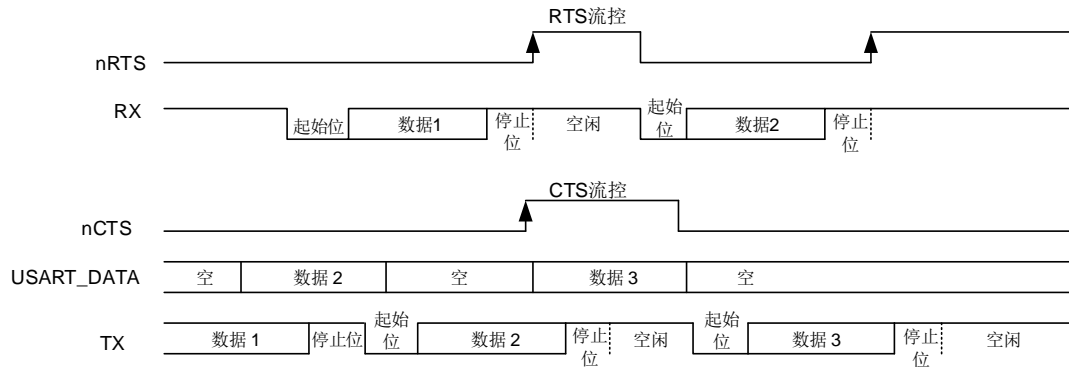 RTS流控
nRTS
RX
起始位
数据1
停止
位
空闲
起始
位
数据2
停止
位
CTS流控
nCTS
USART_DATA
空
数据 2
空
数据 3
空
TX
数据 1
停止位
起始
位
数据 2
停止
位
空闲
起始
位
数据 3
停止
位
空闲